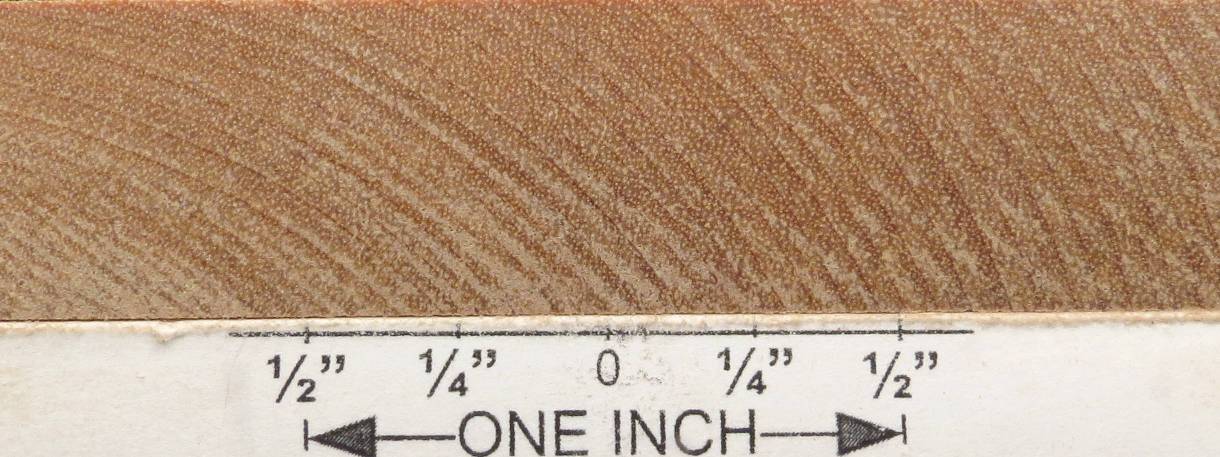 ½” ¼” 0 ¼” ½”
ONE INCH